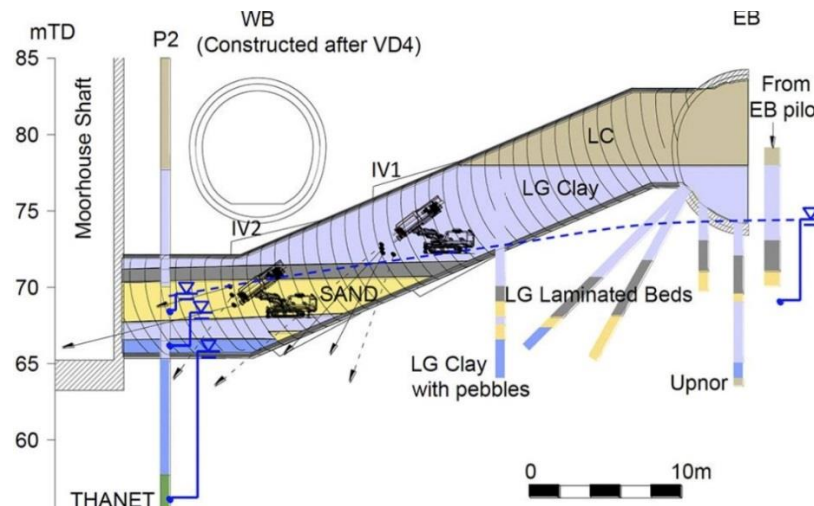 WB
EB
mTD
P2
(Constructed after VD4)
85
From
EB pilo
Moorhouse Shaft
80
LC
IV1
LG Clay
75
IV2
70
SAND
LG Laminated Beds
65
LG Clay
with pebbles
Upnor
60
0
10m
THANET